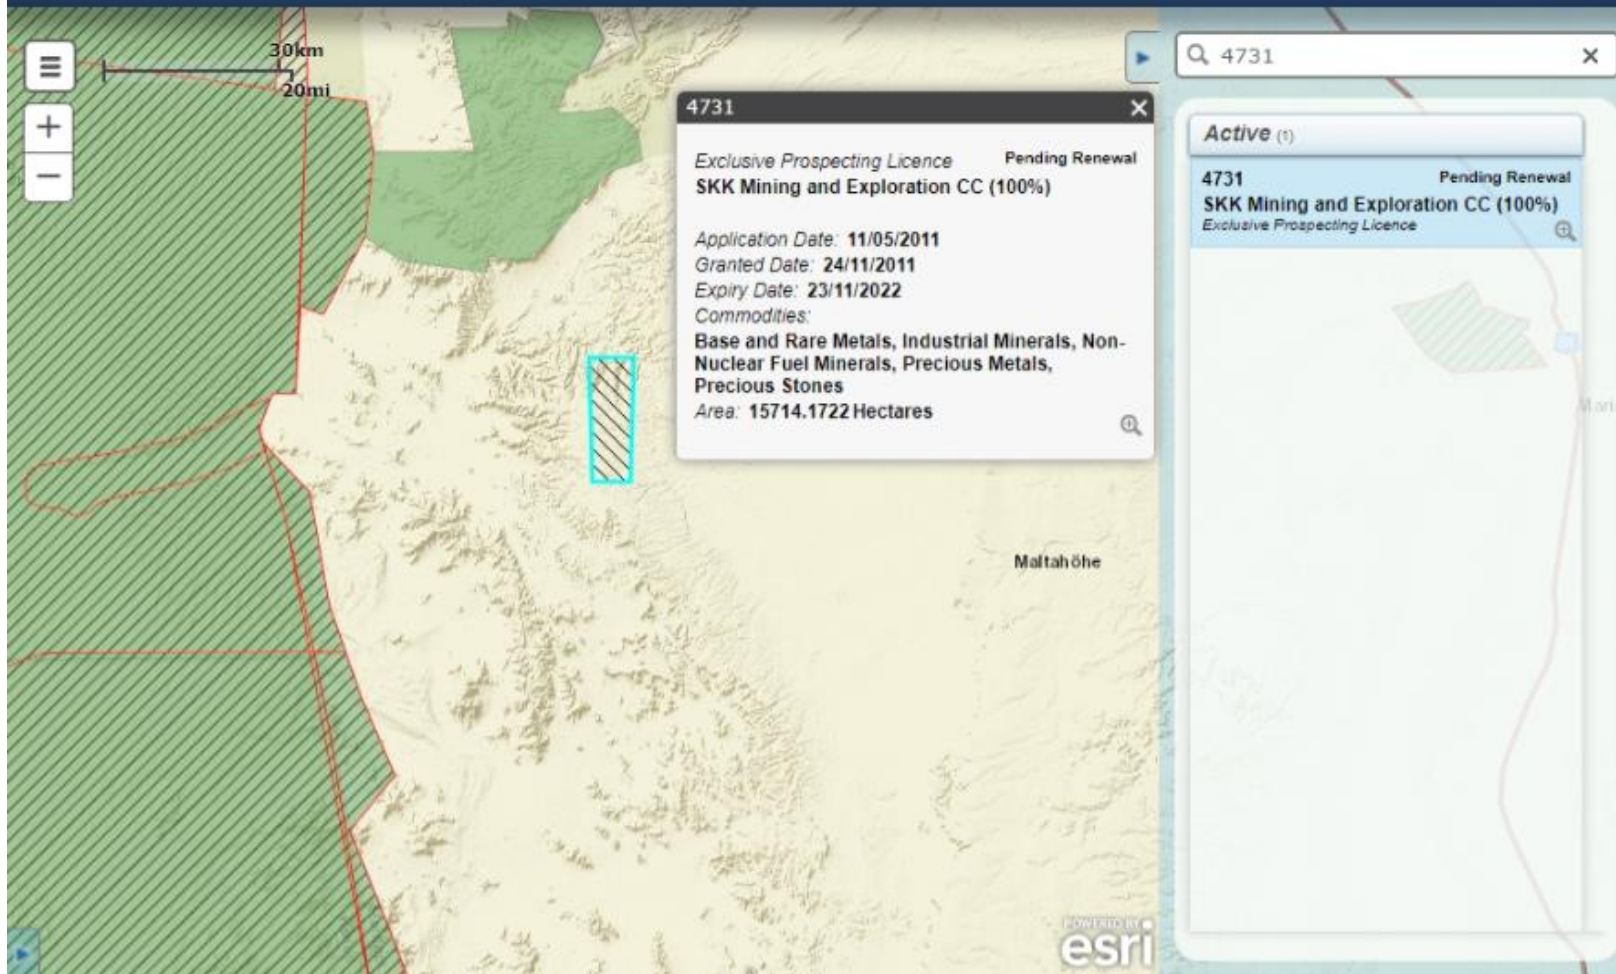 30km
20mi
4731
Exclusive Prospecting Licence Pending Renewal
SKK Mining and Exploration CC (100%)
Application Date: 11/05/2011
Granted Date: 24/11/2011
Expiry Date: 23/11/2022
Commodities:
Base and Rare Metals, Industrial Minerals, Non-
Nuclear Fuel Minerals, Precious Metals,
Precious Stones
Area: 15714.1722 Hectares
Maltahöhe
POWERED BY
esri
4731
Active (1)
4731 Pending Renewal
SKK Mining and Exploration CC (100%)
Exclusive Prospecting Licence
Mari